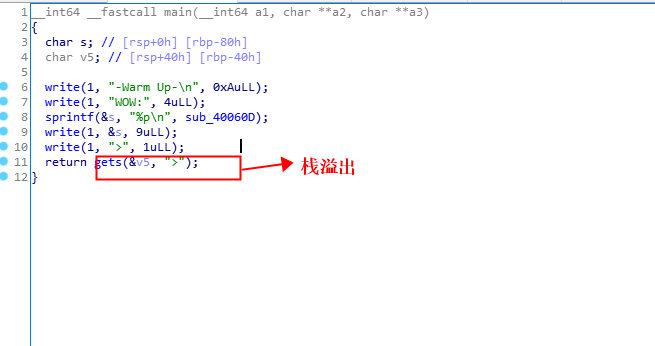 1 __int64 __fastcall main(__int64 a1, char **a2, char **a3)
2 {
3 char s; // [rsp+0h] [rbp-80h]
4 char v5; // [rsp+40h] [rbp-40h]
5
6 write(1, "-Warm Up-\n", 0xAuLL);
7 write(1, "WOW:", 4uLL);
8 sprintf(&s, "%p\n", sub_40060D);
9 write(1, &s, 9uLL);
10 write(1, ">", 1uLL);
11 return gets(&v5, ">"); 栈溢出
12 }